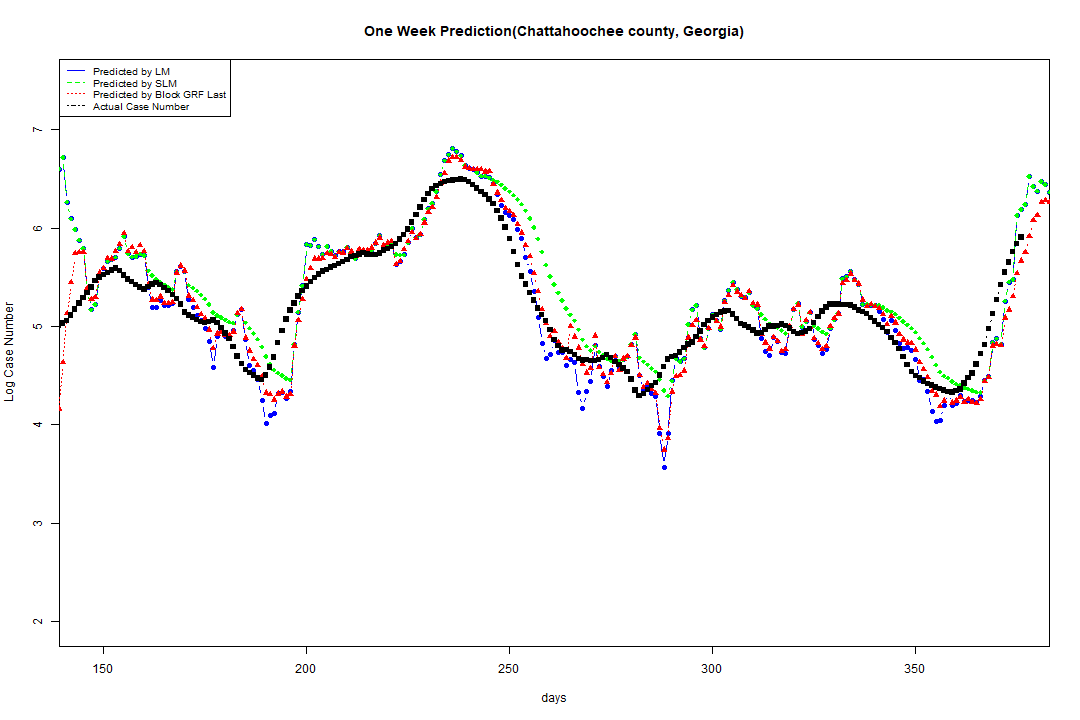 One Week Prediction(Chattahoochee county, Georgia)
Predicted by LM
Predicted by SLM
Predicted by Block GRF Last
Actual Case Number
7
6
5
4
3
2
Log Case Number
150 200 250 300 350
days